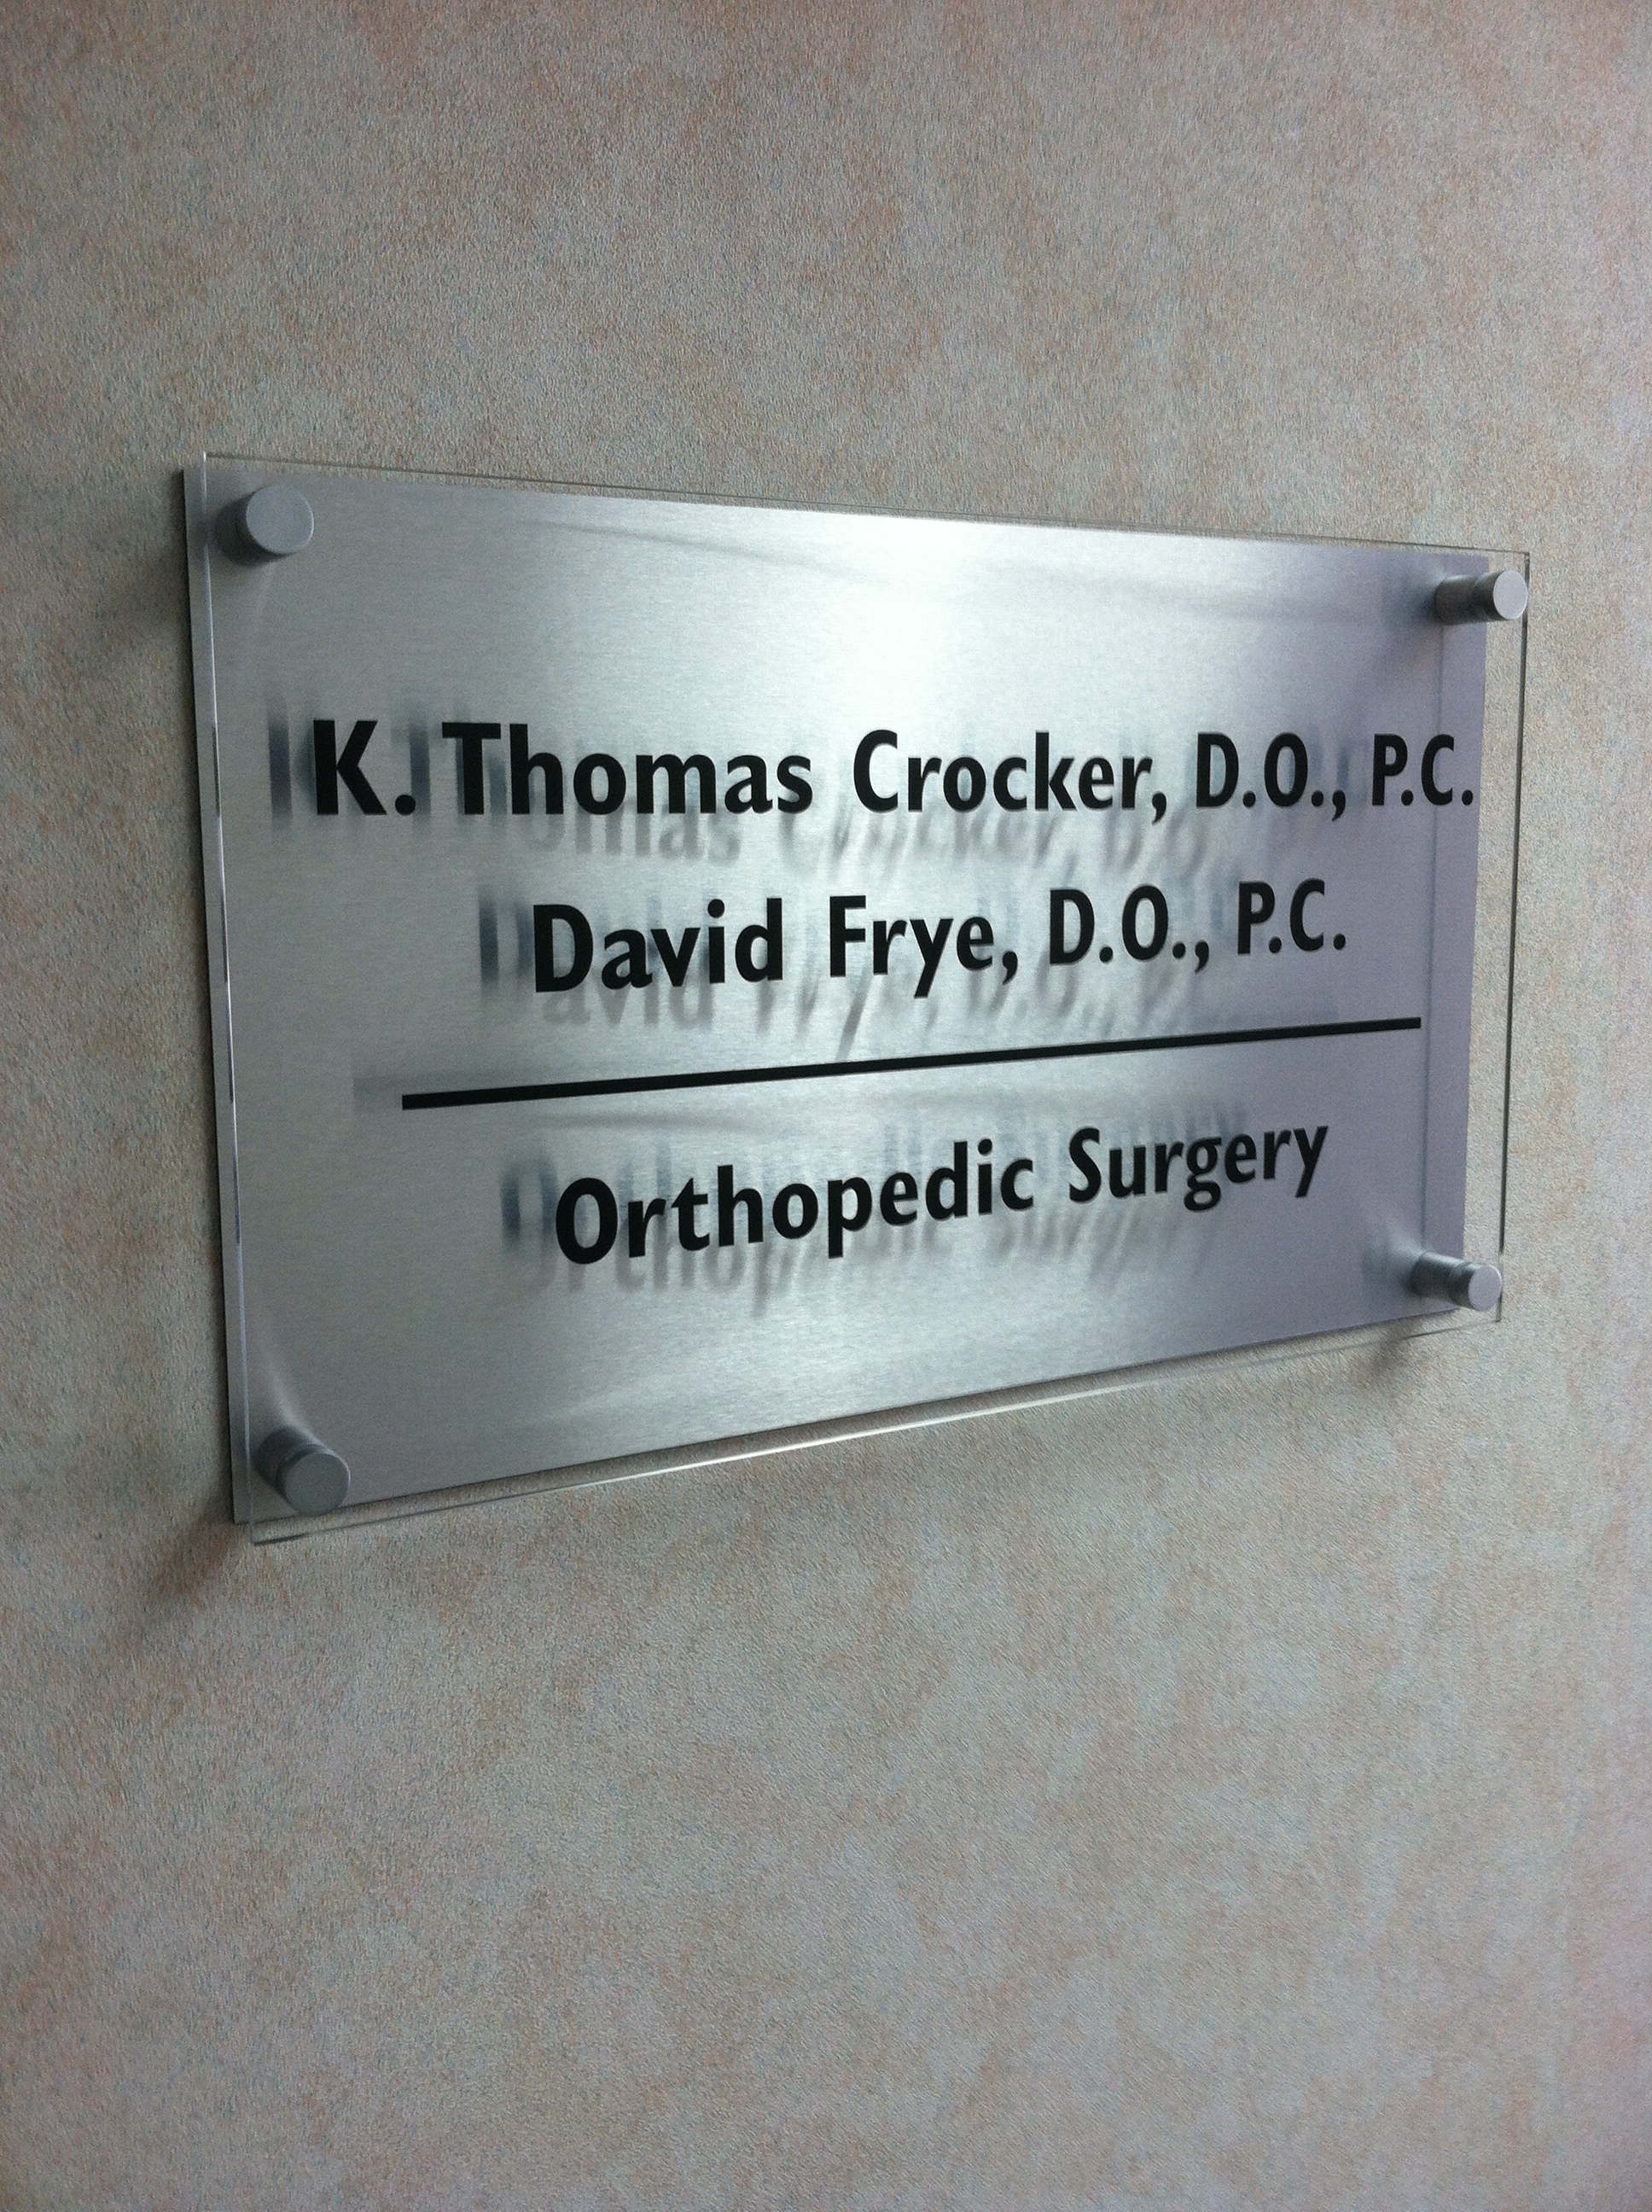 K. Thomas Crocker, D.O., P.C.
David Frye, D.O., P.C.
Orthopedic Surgery